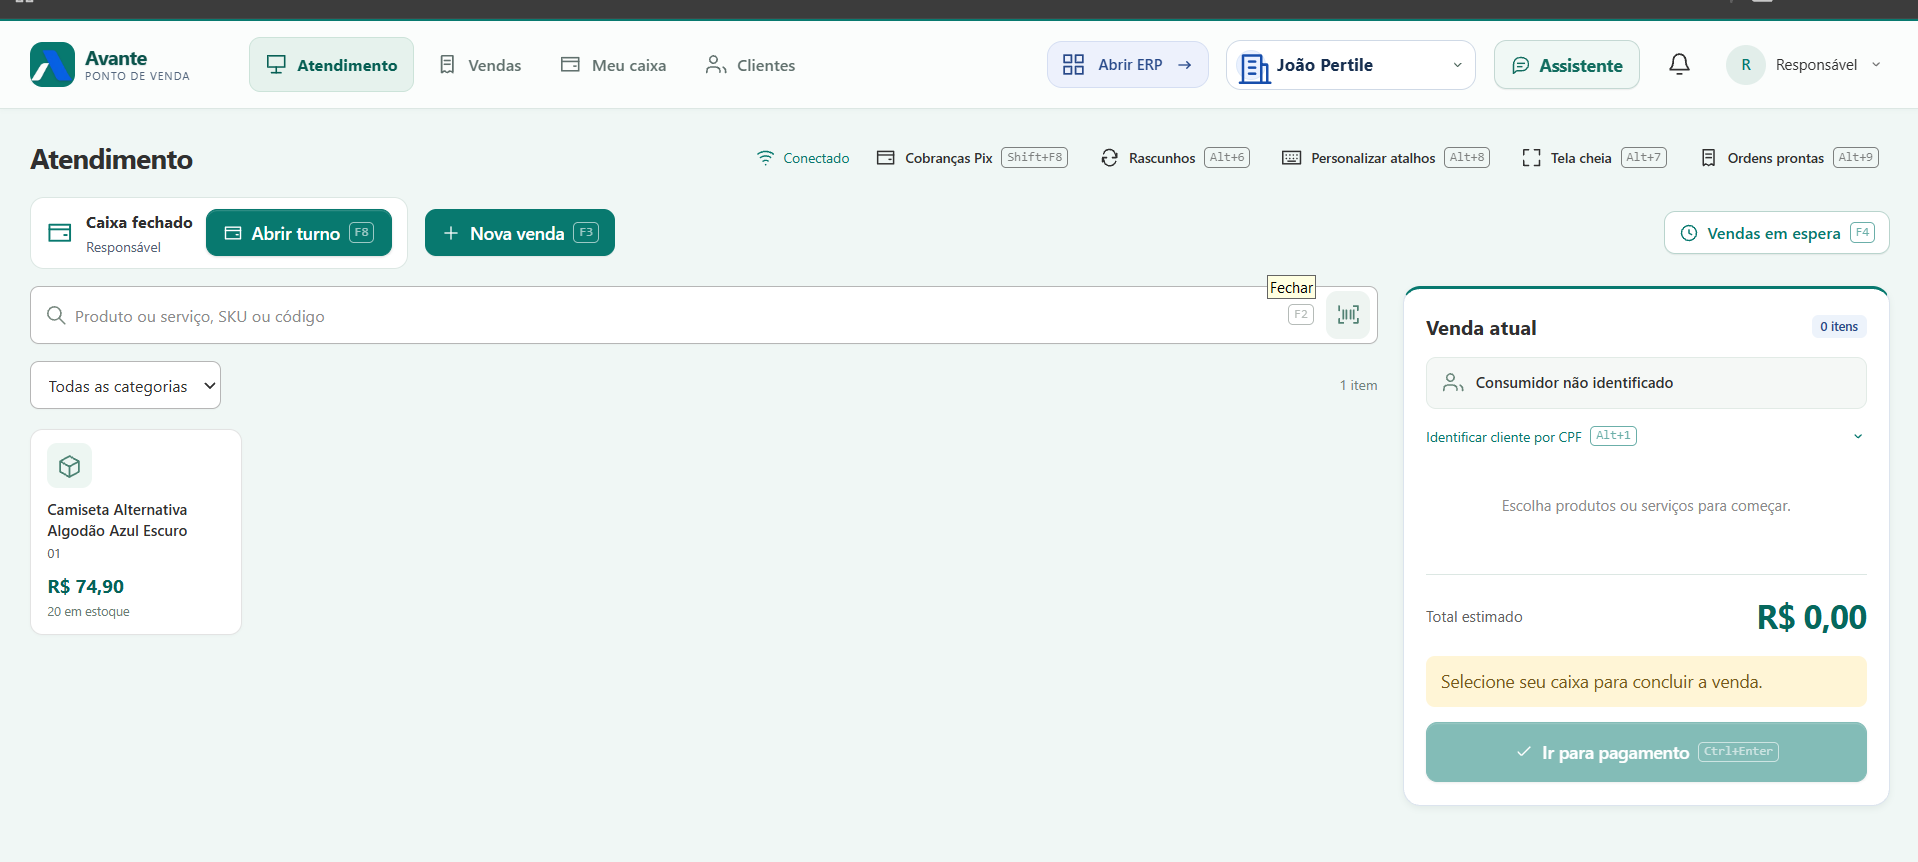 Avante
PONTO DE VENDA
Atendimento
Vendas
Meu caixa
Clientes
Abrir ERP
João Pertile
Assistente
R
Responsável
Atendimento
Conectado
Cobranças Pix Shift+F8
Rascunhos Alt+6
Personalizar atalhos Alt+8
Tela cheia Alt+7
Ordens prontas Alt+9
Caixa fechado
Responsável
Abrir turno F8
Nova venda F3
Vendas em espera F4
Fechar
Produto ou serviço, SKU ou código
F2
Todas as categorias
1 item
Camiseta Alternativa
Algodão Azul Escuro
01
R$ 74,90
20 em estoque
Venda atual
0 itens
Consumidor não identificado
Identificar cliente por CPF Alt+1
Escolha produtos ou serviços para começar.
Total estimado
R$ 0,00
Selecione seu caixa para concluir a venda.
Ir para pagamento Ctrl+Enter